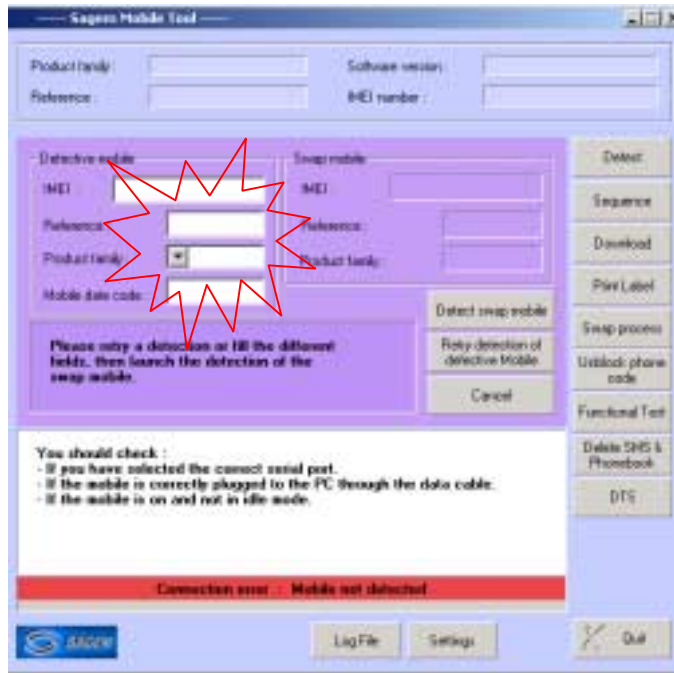 Sagem Mobile Tool
Product family :
Software version :
Reference :
IMEI number :
Defective mobile
Swap mobile
IMEI :
IMEI :
Reference :
Reference :
Product family :
Product family :
Mobile date code :
Please retry a detection or fill the different
fields, then launch the detection of the
swap mobile.
Detect swap mobile
Retry detection of
defective Mobile
Cancel
Detect
Sequence
Download
Print Label
Swap process
Unblock phone
code
Functional Test
Delete SMS &
Phonebook
DTS
You should check :
- If you have selected the correct serial port.
- If the mobile is correctly plugged to the PC through the data cable.
- If the mobile is on and not in idle mode.
Connection error : Mobile not detected
Log File
Settings
Quit